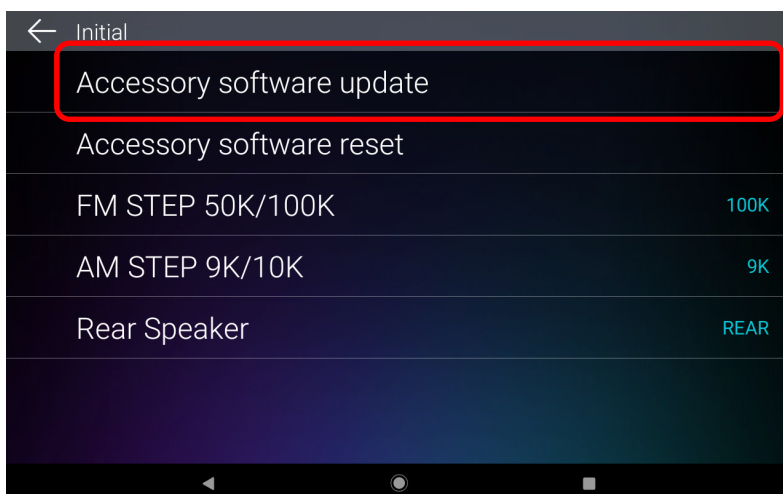 Initial
Accessory software update
Accessory software reset
FM STEP 50K/100K 100K
AM STEP 9K/10K 9K
Rear Speaker REAR